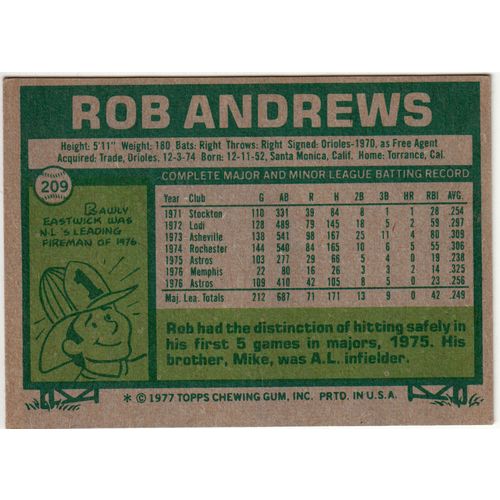 ROB ANDREWS
Height: 5'11" Weight: 180 Bats: Right Throws: Right Signed: Orioles-1970, as Free Agent
Acquired: Trade, Orioles, 12-3-74 Born: 12-11-52, Santa Monica, Calif. Home: Torrance, Cal.
209
COMPLETE MAJOR AND MINOR LEAGUE BATTING RECORD
Year Club G AB R H 2B 3B HR RBI AVG.
1971 Stockton 110 331 39 84 8 1 1 28 .254
1972 Lodi 128 489 79 145 18 5 2 59 .297
1973 Asheville 141 544 93 168 25 11 4 80 .309
1974 Rochester 144 540 84 165 10 6 5 55 .306
1975 Astros 103 277 29 66 5 4 0 19 .238
1976 Memphis 22 80 16 26 3 2 1 14 .325
1976 Astros 109 410 42 105 8 5 0 23 .256
Maj. Lea. Totals 212 687 71 171 13 9 0 42 .249
RAWLY
EASTWICK WAS
N.L.'S LEADING
FIREMAN OF 1976.
1
Rob had the distinction of hitting safely in
his first 5 games in majors, 1975. His
brother, Mike, was A.L. infielder.
* © 1977 TOPPS CHEWING GUM, INC. PRTD. IN U.S.A.